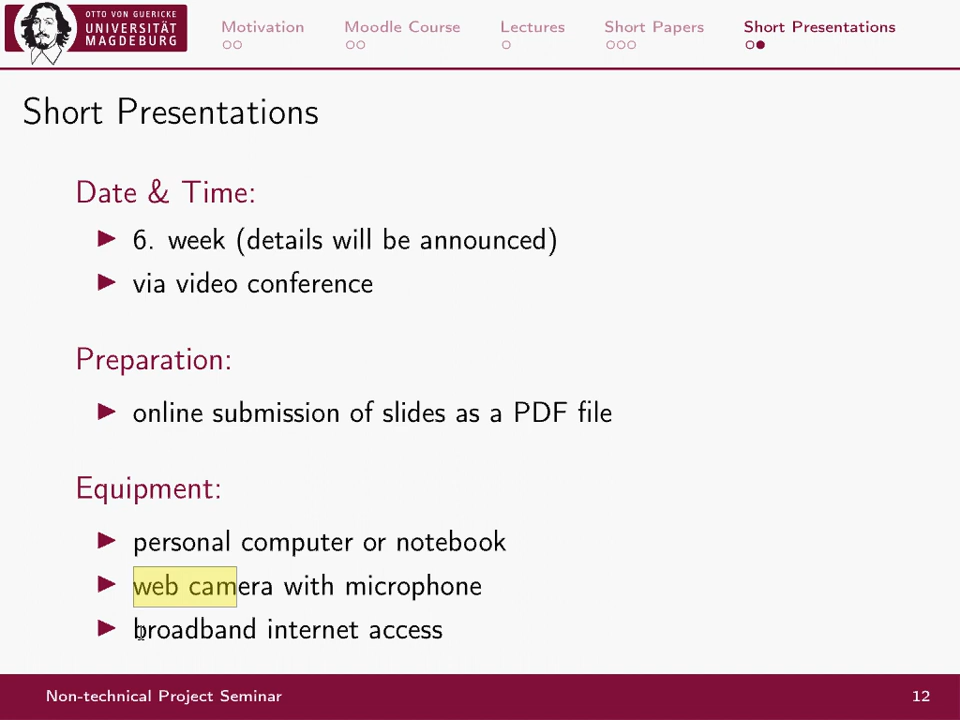 OTTO VON GUERICKE
UNIVERSITÄT
MAGDEBURG
Motivation
Moodle Course
Lectures
Short Papers
Short Presentations
Short Presentations
Date & Time:
6. week (details will be announced)
via video conference
Preparation:
online submission of slides as a PDF file
Equipment:
personal computer or notebook
web camera with microphone
broadband internet access
Non-technical Project Seminar
12